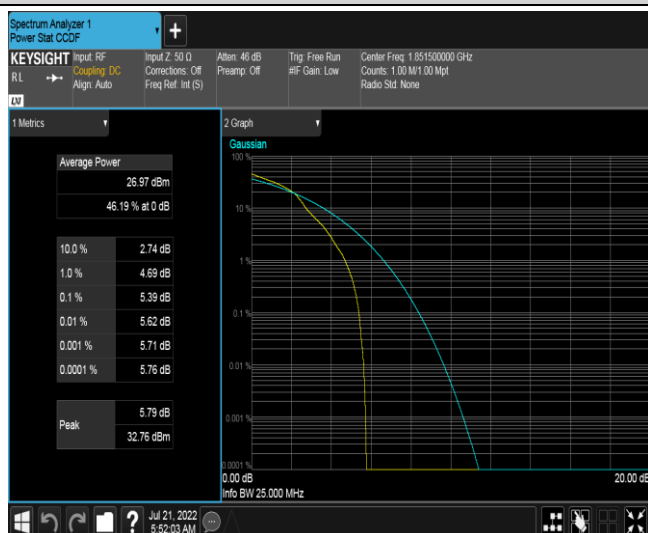 Spectrum Analyzer 1
Power Stat CCDF
+
KEYSIGHT
RL
LXI
Input: RF
Coupling: DC
Align: Auto
Input Z: 50 Ω
Corrections: Off
Freq Ref: Int (S)
Atten: 46 dB
Preamp: Off
Trig: Free Run
#IF Gain: Low
Center Freq: 1.851500000 GHz
Counts: 1.00 M/1.00 Mpt
Radio Std: None
1 Metrics
Average Power
26.97 dBm
46.19 % at 0 dB
10.0 % 2.74 dB
1.0 % 4.69 dB
0.1 % 5.39 dB
0.01 % 5.62 dB
0.001 % 5.71 dB
0.0001 % 5.76 dB
Peak
5.79 dB
32.76 dBm
2 Graph
Gaussian
100 %
10 %
1 %
0.1 %
0.01 %
0.001 %
0.0001 %
0.00 dB 20.00 dB
Info BW 25.000 MHz
?
Jul 21, 2022
5:52:03 AM